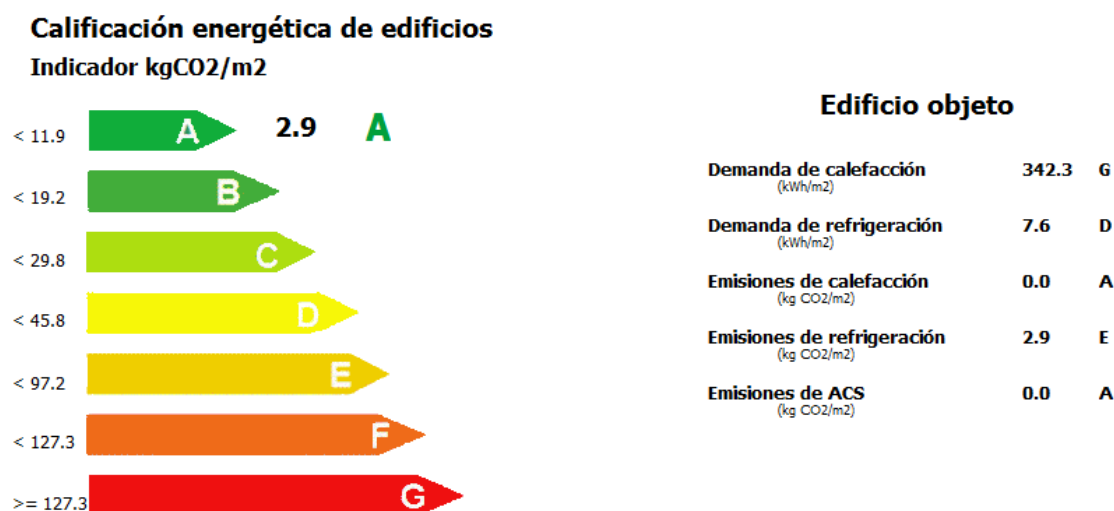 Calificación energética de edificios
Indicador kgCO2/m2
< 11.9 A 2.9 A
< 19.2 B
< 29.8 C
< 45.8 D
< 97.2 E
< 127.3 F
>= 127.3 G
Edificio objeto
Demanda de calefacción 342.3 G
(kWh/m2)
Demanda de refrigeración 7.6 D
(kWh/m2)
Emisiones de calefacción 0.0 A
(kg CO2/m2)
Emisiones de refrigeración 2.9 E
(kg CO2/m2)
Emisiones de ACS 0.0 A
(kg CO2/m2)